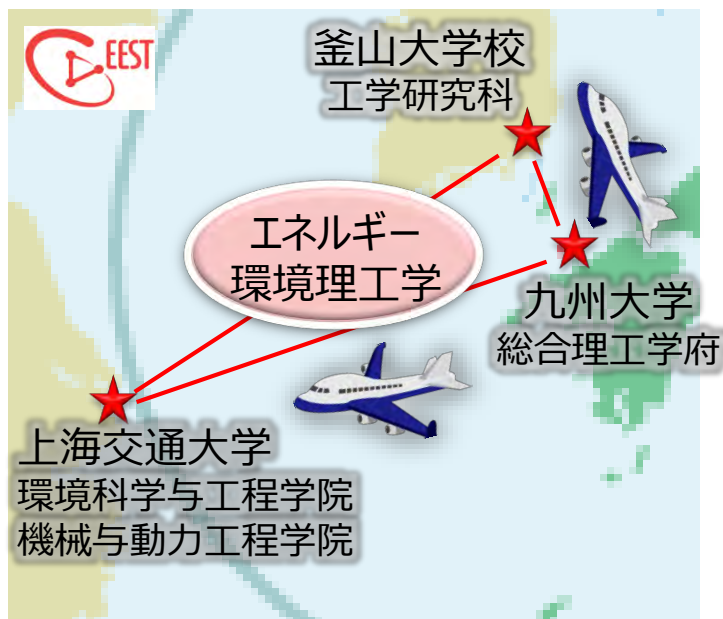 EEST
釜山大学校
工学研究科
エネルギー
環境理工学
九州大学
総合理工学府
上海交通大学
環境科学与工程学院
機械与動力工程学院